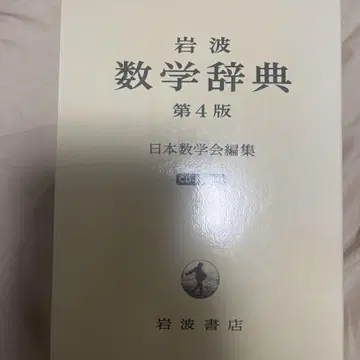 岩波
数学辞典
第4版
日本数学会編集
岩波書店